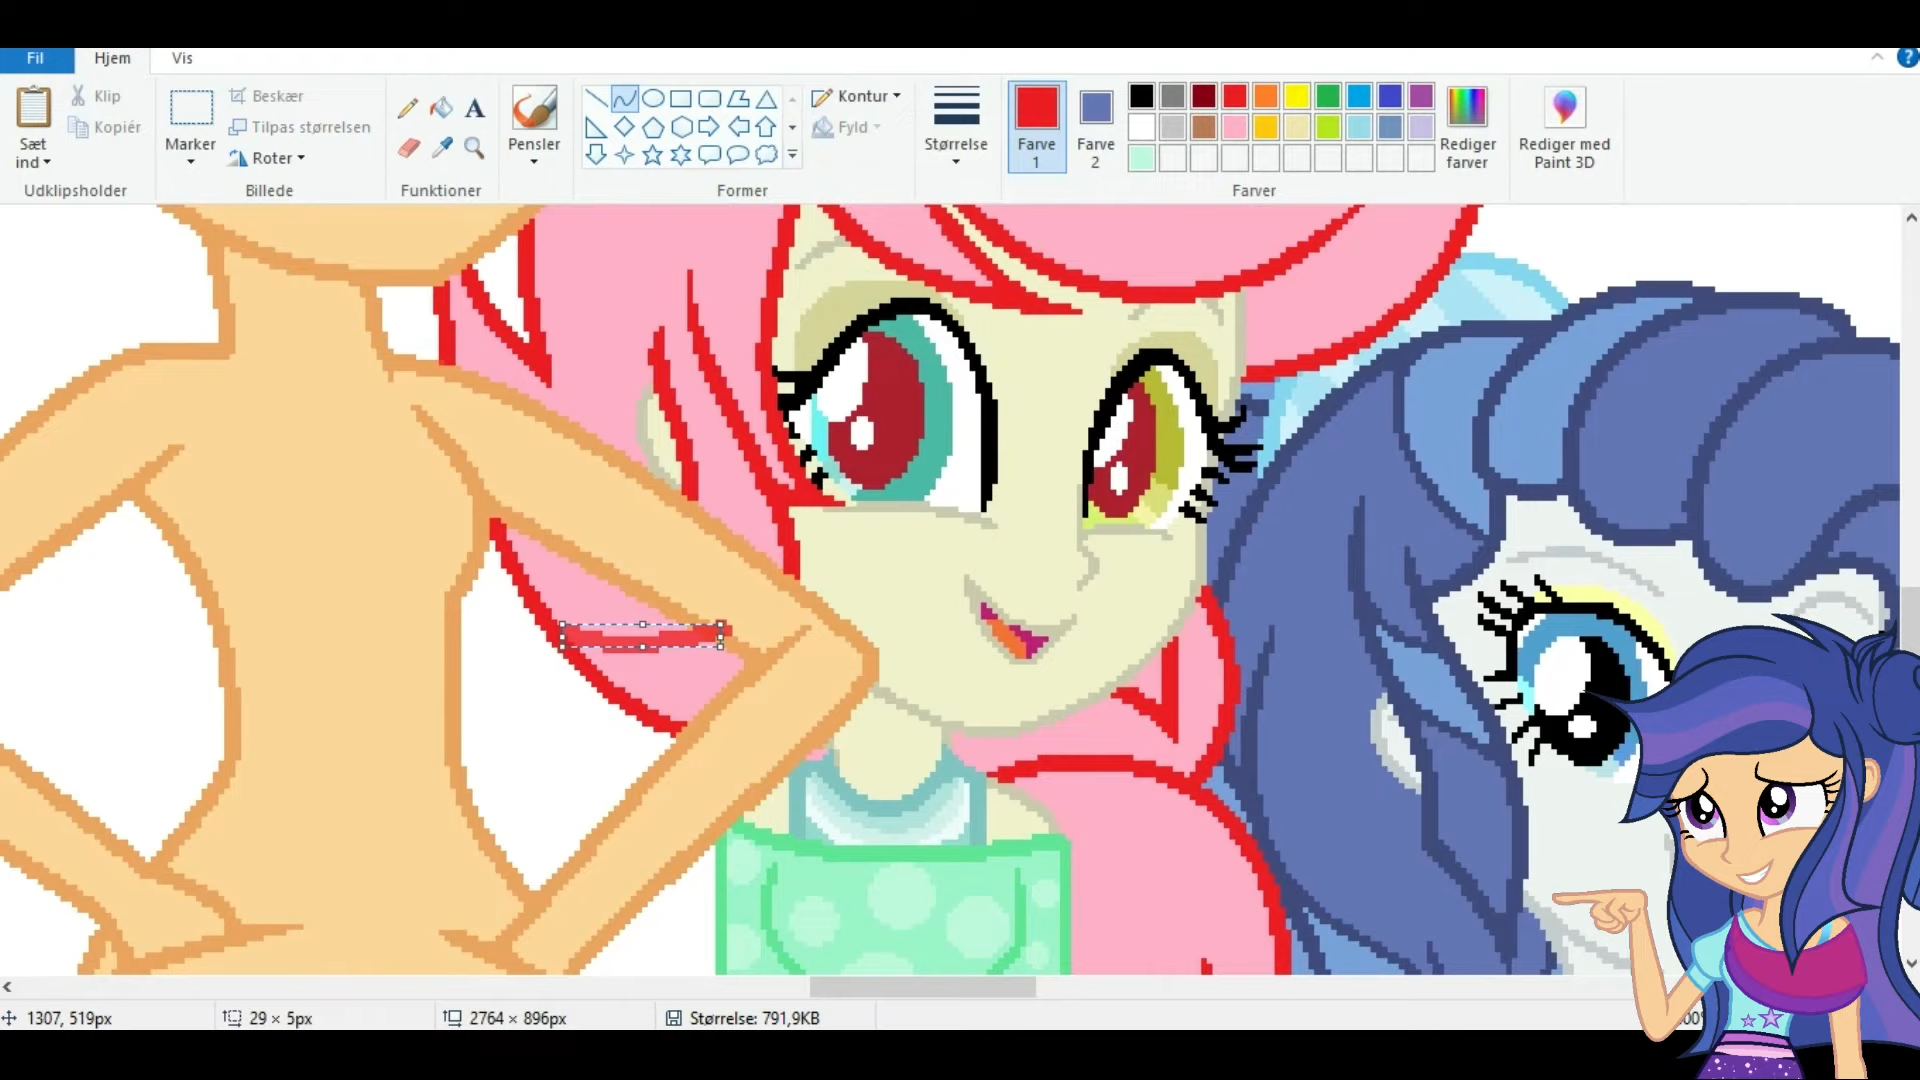 Fil Hjem Vis
Klip Beskær Kontur
Kopiér Tilpas størrelsen A Fyld
Sæt ind Marker Roter Pensler Størrelse Farve 1 Farve 2 Rediger farver Rediger med Paint 3D
Udklipsholder Billede Funktioner Former Farver
1307, 519px 29 × 5px 2764 × 896px Størrelse: 791,9KB